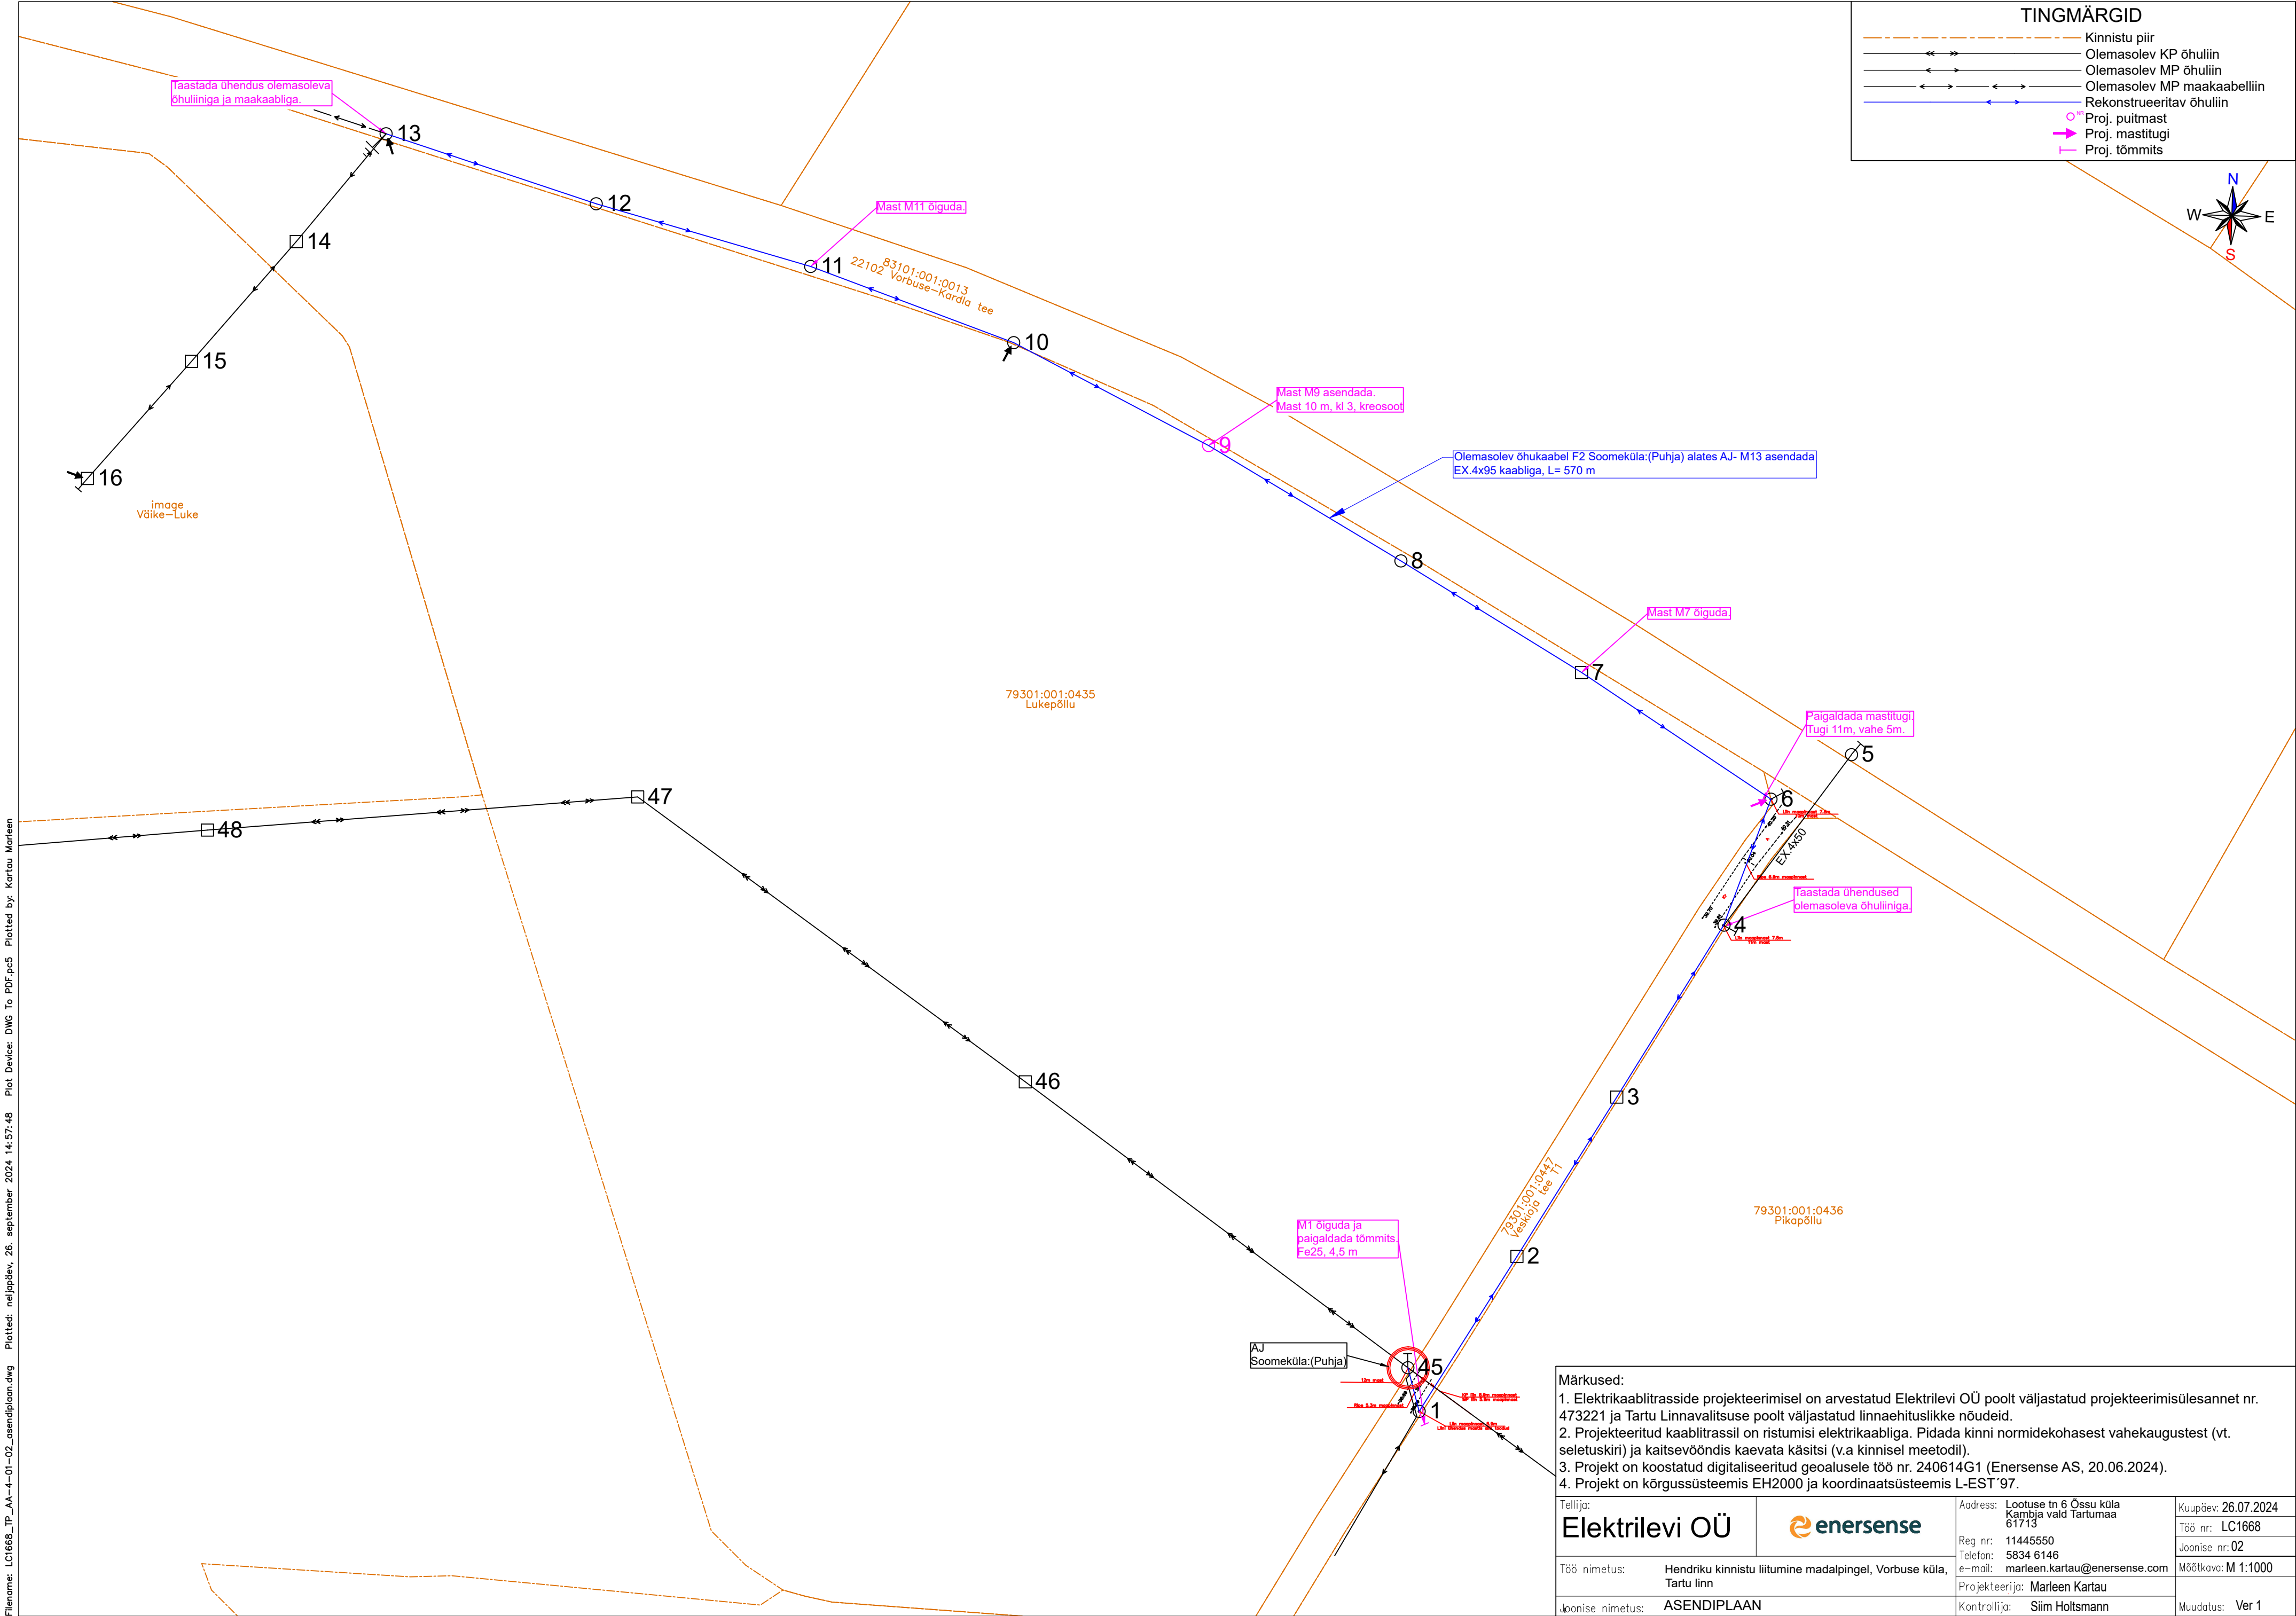 TINGMÄRGID
Kinnistu piir
Olemasolev KP õhuliin
Olemasolev MP õhuliin
Olemasolev MP maakaabelliin
Rekonstrueeritav õhuliin
NR Proj. puitmast
Proj. mastitugi
Proj. tõmmits
N
W E
S
Taastada ühendus olemasoleva
õhuliiniga ja maakaabliga.
13
12
14
Mast M11 õiguda.
11
83101:001:0013
22102 Vorbuse-Kardla tee
15
10
Mast M9 asendada.
Mast 10 m, kl 3, kreosoot
9
Olemasolev õhukaabel F2 Soomeküla:(Puhja) alates AJ- M13 asendada
EX.4x95 kaabliga, L= 570 m
16
image
Väike-Luke
8
Mast M7 õiguda.
7
79301:001:0435
Lukepõllu
Paigaldada mastitugi.
Tugi 11m, vahe 5m.
5
6
47
48
EX.4x50
Taastada ühendused
olemasoleva õhuliiniga.
4
46
3
79301:001:0447
Veskioja tee T1
79301:001:0436
Pikapõllu
M1 õiguda ja
paigaldada tõmmits.
Fe25, 4,5 m
2
AJ
Soomeküla:(Puhja)
45
12m mast
1
Märkused:
1. Elektrikaablitrasside projekteerimisel on arvestatud Elektrilevi OÜ poolt väljastatud projekteerimisülesannet nr.
473221 ja Tartu Linnavalitsuse poolt väljastatud linnaehituslikke nõudeid.
2. Projekteeritud kaablitrassil on ristumisi elektrikaabliga. Pidada kinni normidekohasest vahekaugustest (vt.
seletuskiri) ja kaitsevööndis kaevata käsitsi (v.a kinnisel meetodil).
3. Projekt on koostatud digitaliseeritud geoalusele töö nr. 240614G1 (Enersense AS, 20.06.2024).
4. Projekt on kõrgussüsteemis EH2000 ja koordinaatsüsteemis L-EST´97.
Tellija:
Elektrilevi OÜ
enersense
Aadress: Lootuse tn 6 Õssu küla
Kambja vald Tartumaa
61713
Reg nr: 11445550
Telefon: 5834 6146
e-mail: marleen.kartau@enersense.com
Kuupäev: 26.07.2024
Töö nr: LC1668
Joonise nr: 02
Mõõtkava: M 1:1000
Töö nimetus: Hendriku kinnistu liitumine madalpingel, Vorbuse küla,
Tartu linn
Projekteerija: Marleen Kartau
Joonise nimetus: ASENDIPLAAN
Kontrollija: Siim Holtsmann
Muudatus: Ver 1
Filename: LC1668_TP_AA-4-01-02_asendiplaan.dwg Plotted: neljapäev, 26. september 2024 14:57:48 Plot Device: DWG To PDF.pc5 Plotted by: Kartau Marleen